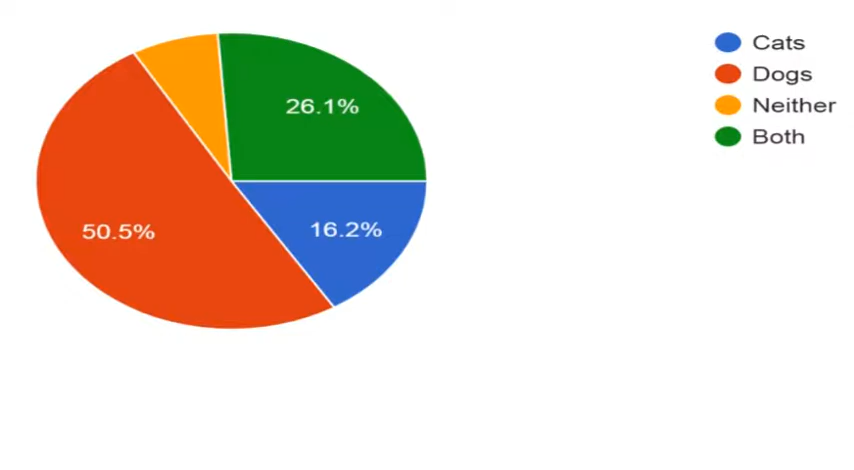 Cats
Dogs
Neither
Both
26.1%
50.5%
16.2%